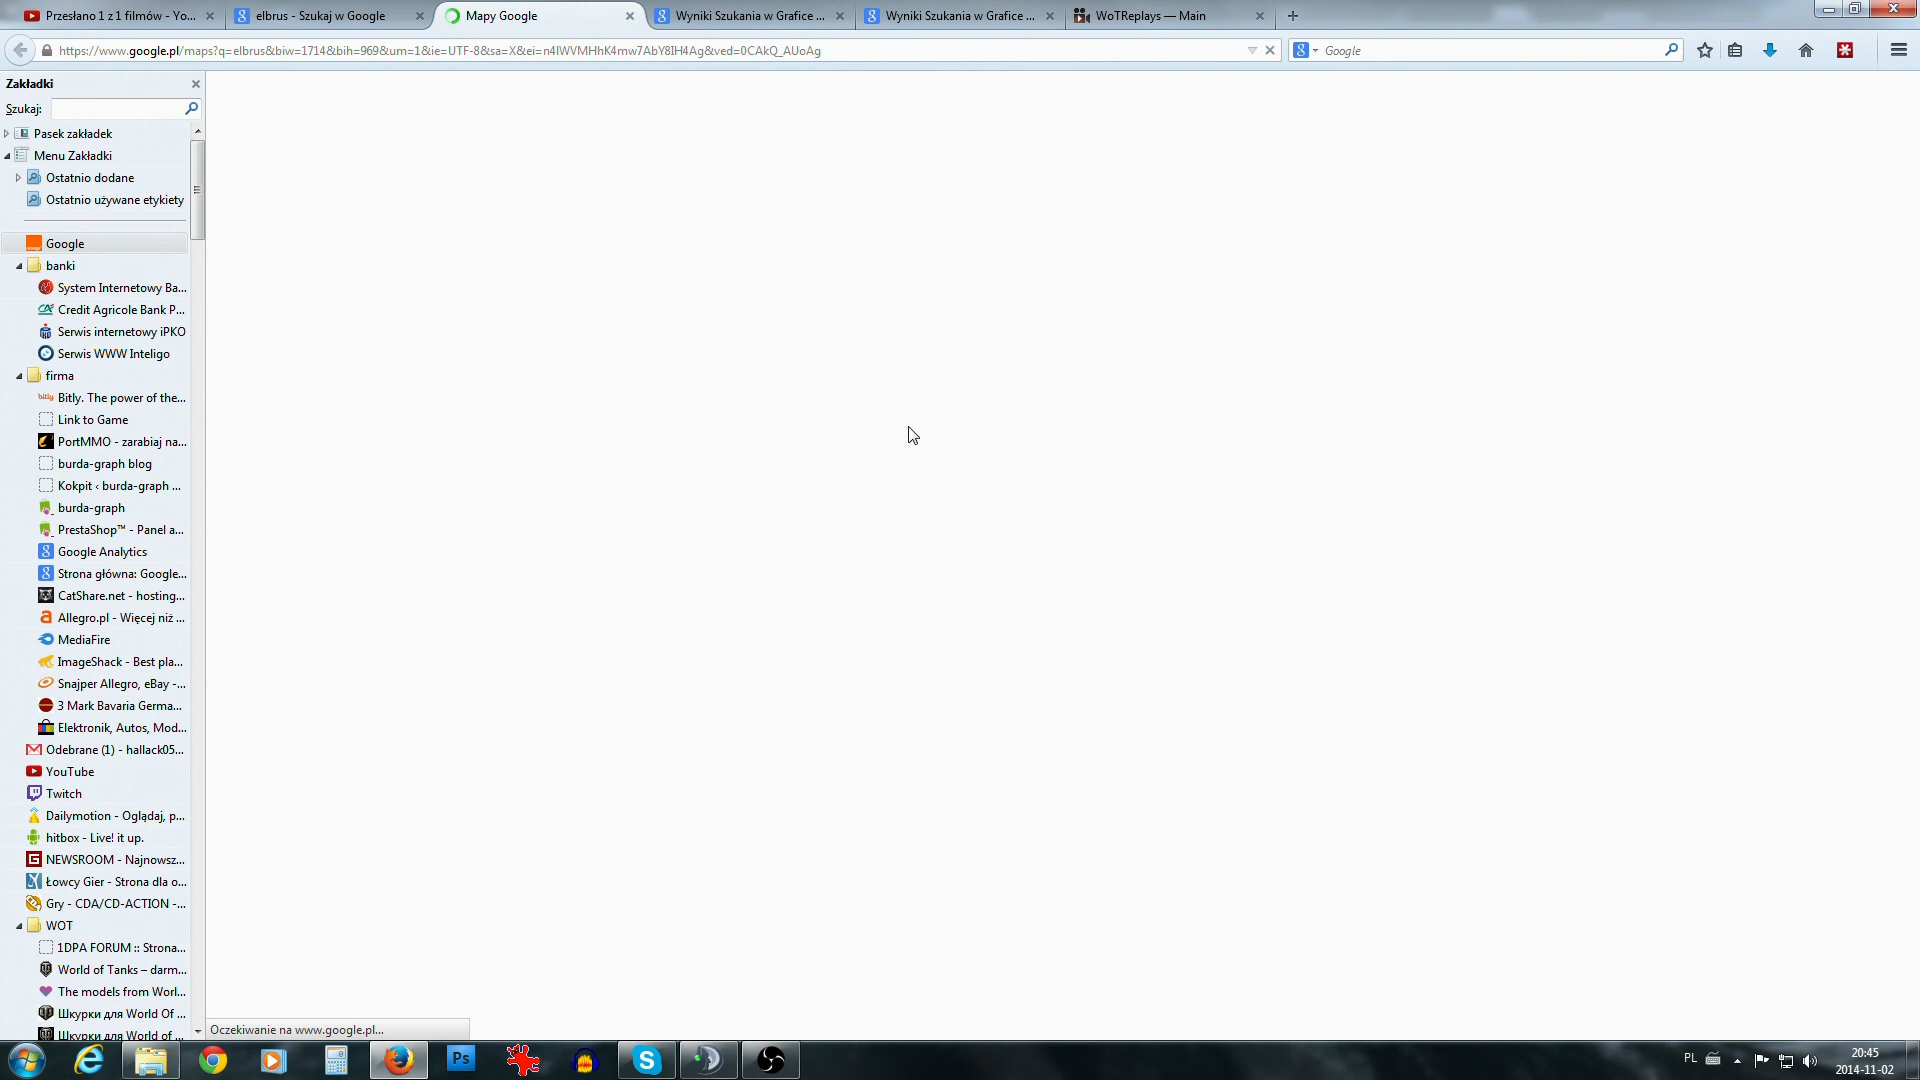 Przesłano 1 z 1 filmów - Yo...
elbrus - Szukaj w Google
Mapy Google
Wyniki Szukania w Grafice ...
Wyniki Szukania w Grafice ...
WoTReplays — Main
https://www.google.pl/maps?q=elbrus&biw=1714&bih=969&um=1&ie=UTF-8&sa=X&ei=n4lWVMHhK4mw7AbY8IH4Ag&ved=0CAkQ_AUoAg
Google
Zakładki
Szukaj:
Pasek zakładek
Menu Zakładki
Ostatnio dodane
Ostatnio używane etykiety
Google
banki
System Internetowy Ba...
Credit Agricole Bank P...
Serwis internetowy iPKO
Serwis WWW Inteligo
firma
bitly Bitly. The power of the...
Link to Game
PortMMO - zarabiaj na...
burda-graph blog
Kokpit ‹ burda-graph ...
burda-graph
PrestaShop™ - Panel a...
Google Analytics
Strona główna: Google...
CatShare.net - hosting...
Allegro.pl - Więcej niż ...
MediaFire
ImageShack - Best pla...
Snajper Allegro, eBay -...
3 Mark Bavaria Germa...
Elektronik, Autos, Mod...
Odebrane (1) - hallack05...
YouTube
Twitch
Dailymotion - Oglądaj, p...
hitbox - Live! it up.
NEWSROOM - Najnowsz...
Łowcy Gier - Strona dla o...
Gry - CDA/CD-ACTION -...
WOT
1DPA FORUM :: Strona...
World of Tanks – darm...
The models from Worl...
Шкурки для World Of ...
Шкурки для World of ...
Oczekiwanie na www.google.pl...
Ps
PL
20:45
2014-11-02